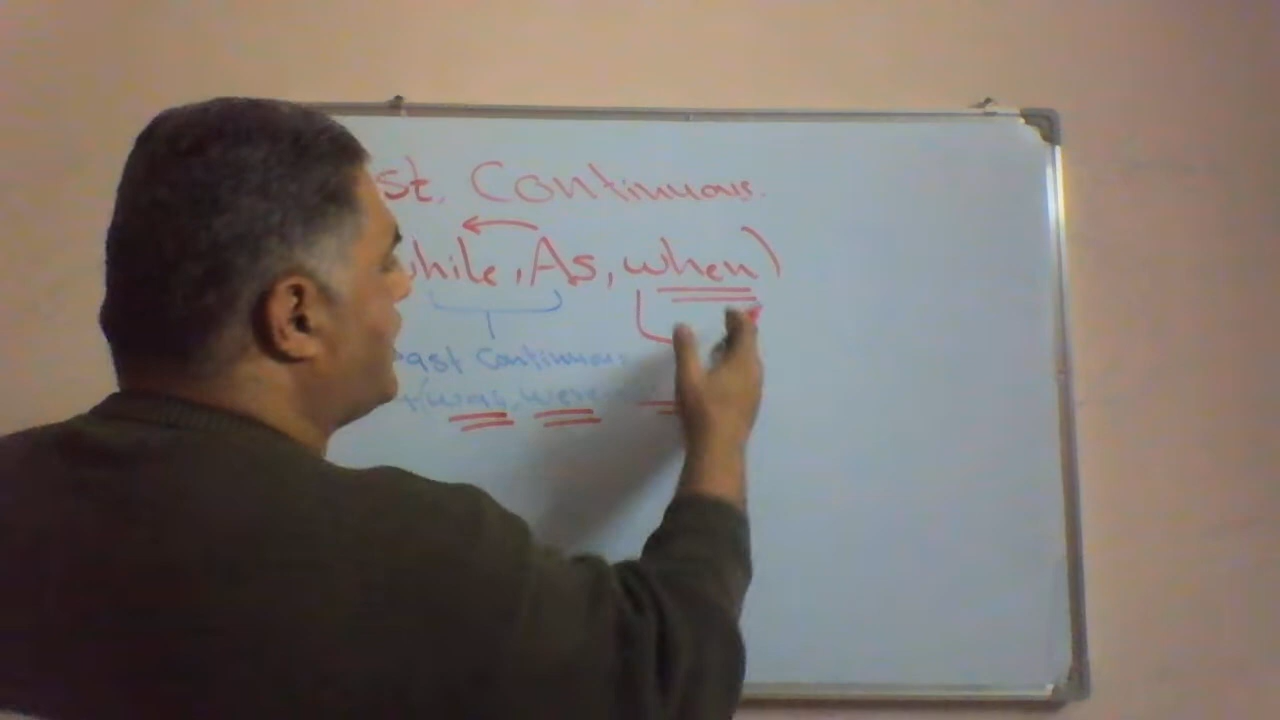 st Continuous.
while, As, when)
Past Continuous
was, were